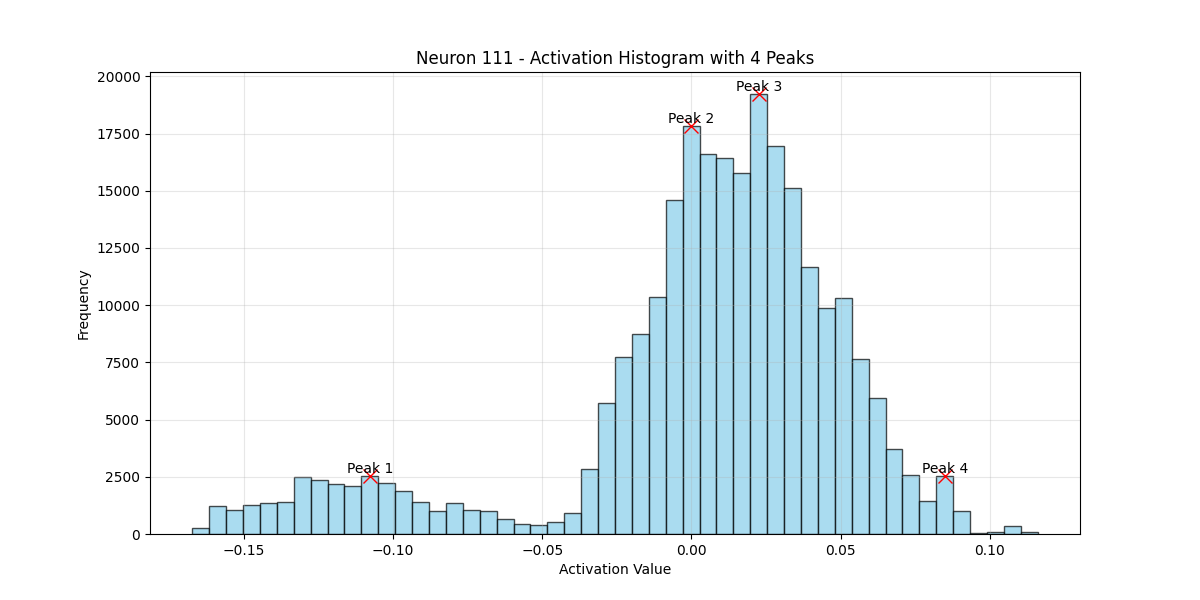 Neuron 111 - Activation Histogram with 4 Peaks
20000
17500
15000
12500
10000
7500
5000
2500
0
Frequency
Peak 1
Peak 2
Peak 3
Peak 4
−0.15
−0.10
−0.05
0.00
0.05
0.10
Activation Value